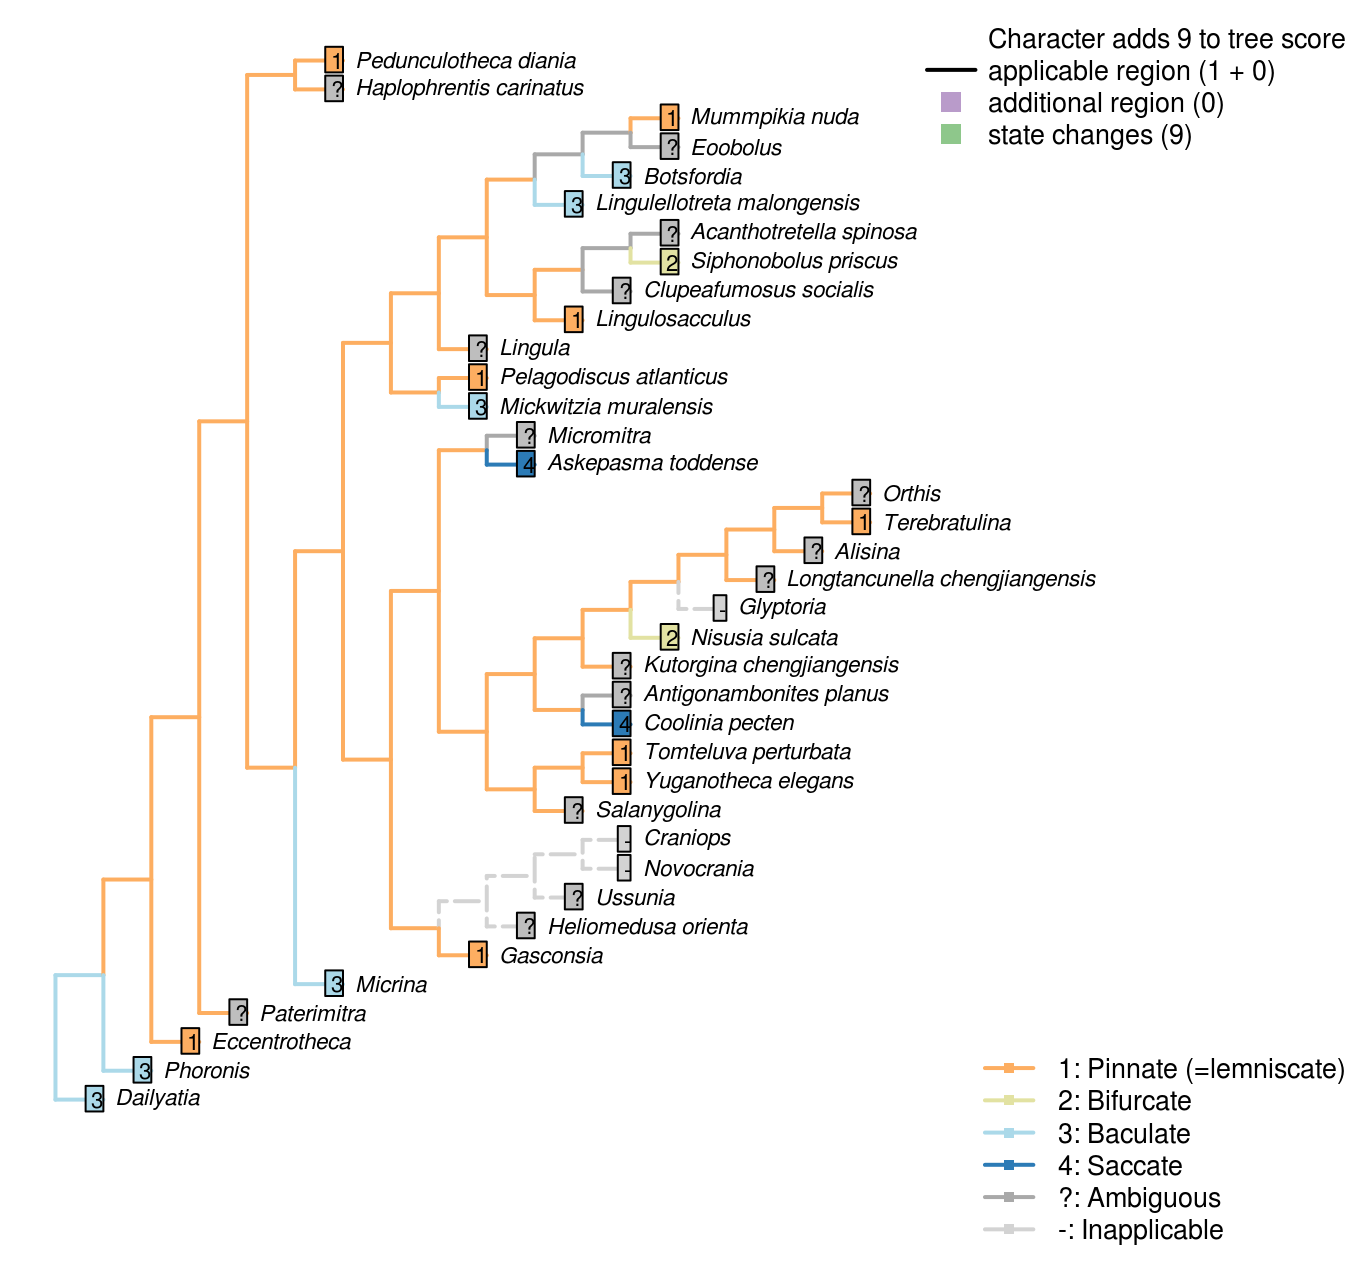 Character adds 9 to tree score
applicable region (1 + 0)
additional region (0)
state changes (9)
1 Pedunculotheca diania
? Haplophrentis carinatus
1 Mummpikia nuda
? Eoobolus
3 Botsfordia
3 Lingulellotreta malongensis
? Acanthotretella spinosa
2 Siphonobolus priscus
? Clupeafumosus socialis
1 Lingulosacculus
? Lingula
1 Pelagodiscus atlanticus
3 Mickwitzia muralensis
? Micromitra
4 Askepasma toddense
? Orthis
1 Terebratulina
? Alisina
? Longtancunella chengjiangensis
- Glyptoria
2 Nisusia sulcata
? Kutorgina chengjiangensis
? Antigonambonites planus
4 Coolinia pecten
1 Tomteluva perturbata
1 Yuganotheca elegans
? Salanygolina
- Craniops
- Novocrania
? Ussunia
? Heliomedusa orienta
1 Gasconsia
3 Micrina
? Paterimitra
1 Eccentrotheca
3 Phoronis
3 Dailyatia
1: Pinnate (=lemniscate)
2: Bifurcate
3: Baculate
4: Saccate
?: Ambiguous
-: Inapplicable